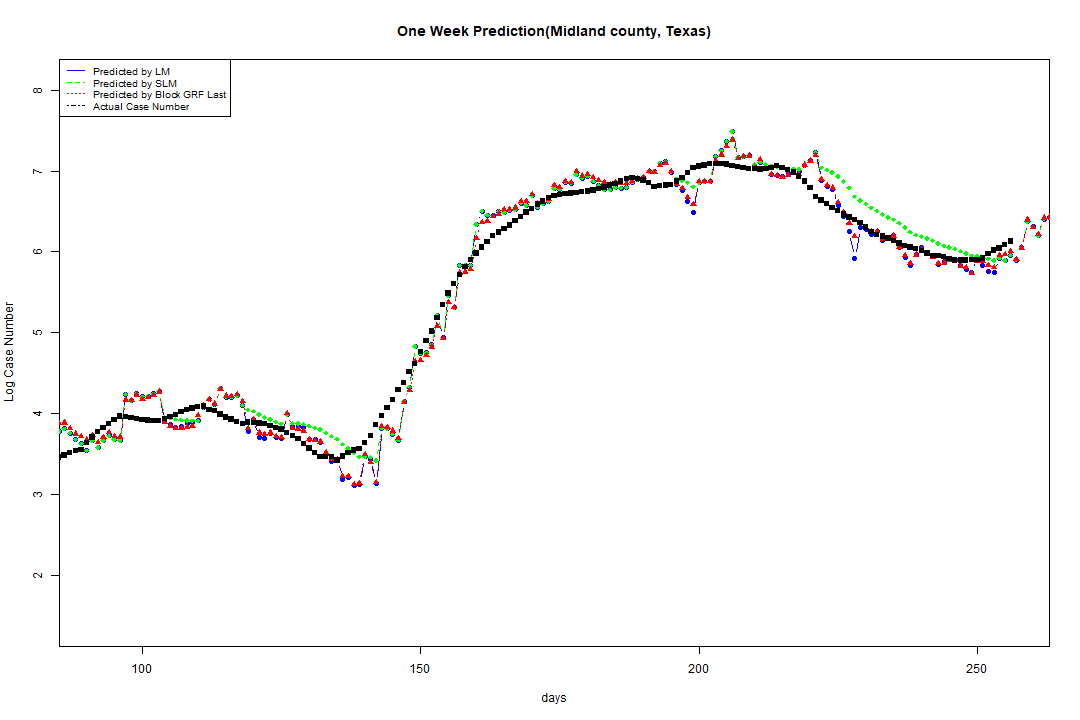 One Week Prediction(Midland county, Texas)
Predicted by LM
Predicted by SLM
Predicted by Block GRF Last
Actual Case Number
8
7
6
5
4
3
2
Log Case Number
100 150 200 250
days